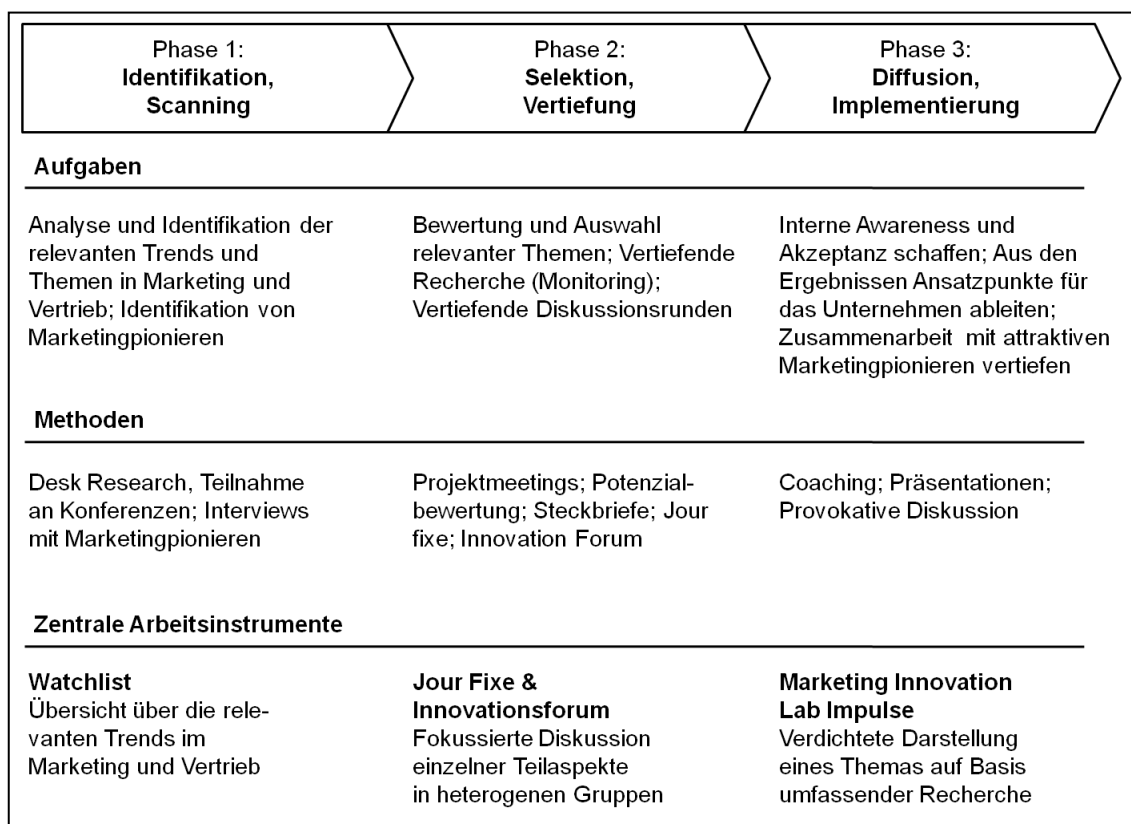 Phase 1:
Identifikation,
Scanning
Phase 2:
Selektion,
Vertiefung
Phase 3:
Diffusion,
Implementierung
Aufgaben
Analyse und Identifikation der
relevanten Trends und
Themen in Marketing und
Vertrieb; Identifikation von
Marketingpionieren
Bewertung und Auswahl
relevanter Themen; Vertiefende
Recherche (Monitoring);
Vertiefende Diskussionsrunden
Interne Awareness und
Akzeptanz schaffen; Aus den
Ergebnissen Ansatzpunkte für
das Unternehmen ableiten;
Zusammenarbeit mit attraktiven
Marketingpionieren vertiefen
Methoden
Desk Research, Teilnahme
an Konferenzen; Interviews
mit Marketingpionieren
Projektmeetings; Potenzial-
bewertung; Steckbriefe; Jour
fixe; Innovation Forum
Coaching; Präsentationen;
Provokative Diskussion
Zentrale Arbeitsinstrumente
Watchlist
Übersicht über die rele-
vanten Trends im
Marketing und Vertrieb
Jour Fixe &
Innovationsforum
Fokussierte Diskussion
einzelner Teilaspekte
in heterogenen Gruppen
Marketing Innovation
Lab Impulse
Verdichtete Darstellung
eines Themas auf Basis
umfassender Recherche